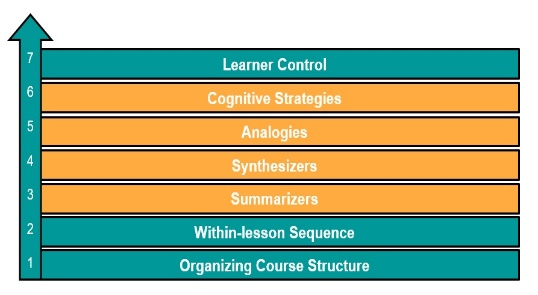 7 Learner Control
6 Cognitive Strategies
5 Analogies
4 Synthesizers
3 Summarizers
2 Within-lesson Sequence
1 Organizing Course Structure